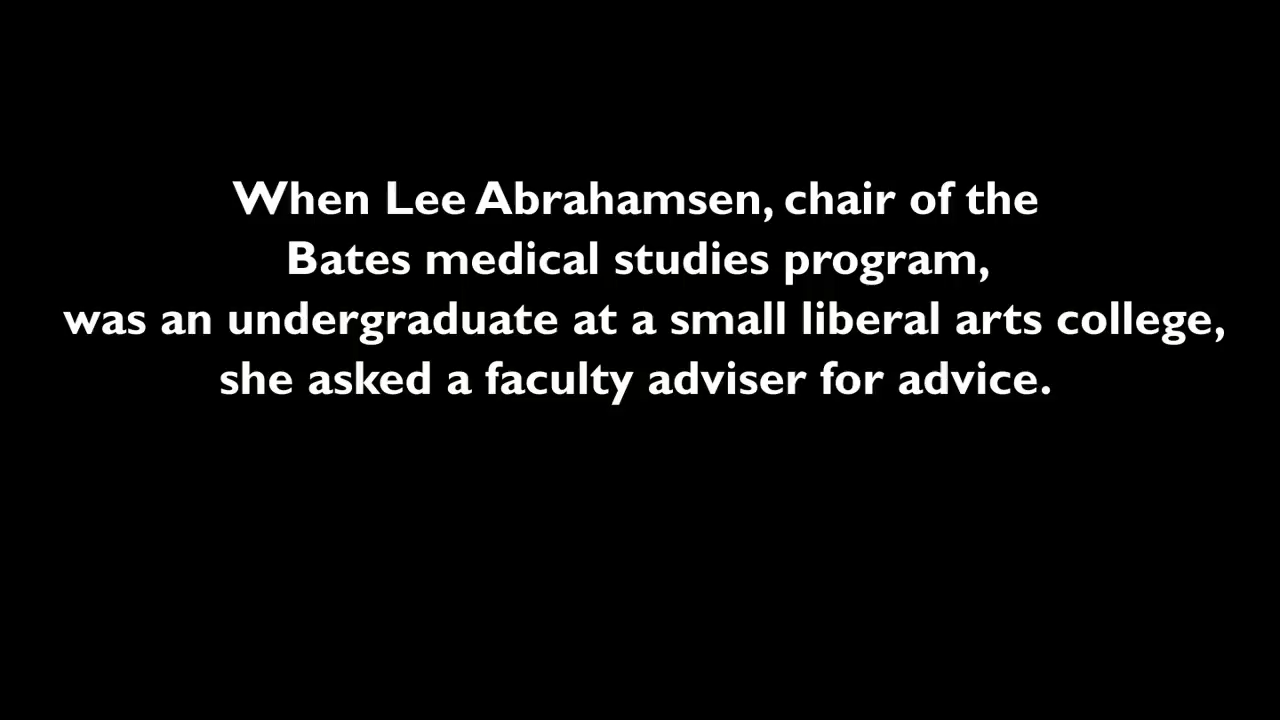 When Lee Abrahamsen, chair of the
Bates medical studies program,
was an undergraduate at a small liberal arts college,
she asked a faculty adviser for advice.